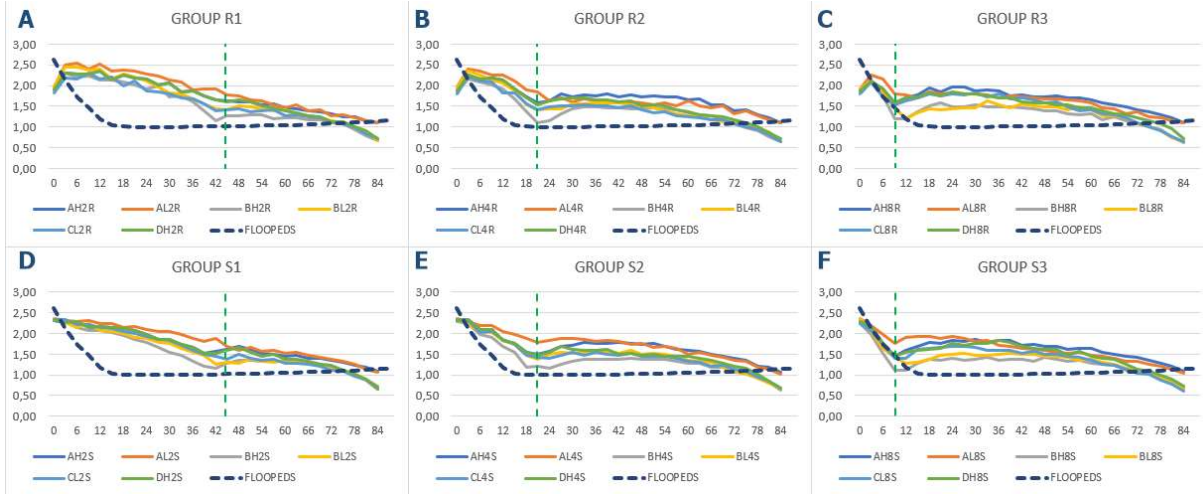 A
GROUP R1
3,00
2,50
2,00
1,50
1,00
0,50
0,00
0 6 12 18 24 30 36 42 48 54 60 66 72 78 84
AH2R AL2R BH2R BL2R
CL2R DH2R FLOOPEDS
B
GROUP R2
3,00
2,50
2,00
1,50
1,00
0,50
0,00
0 6 12 18 24 30 36 42 48 54 60 66 72 78 84
AH4R AL4R BH4R BL4R
CL4R DH4R FLOOPEDS
C
GROUP R3
3,00
2,50
2,00
1,50
1,00
0,50
0,00
0 6 12 18 24 30 36 42 48 54 60 66 72 78 84
AH8R AL8R BH8R BL8R
CL8R DH8R FLOOPEDS
D
GROUP S1
3,00
2,50
2,00
1,50
1,00
0,50
0,00
0 6 12 18 24 30 36 42 48 54 60 66 72 78 84
AH2S AL2S BH2S BL2S
CL2S DH2S FLOOPEDS
E
GROUP S2
3,00
2,50
2,00
1,50
1,00
0,50
0,00
0 6 12 18 24 30 36 42 48 54 60 66 72 78 84
AH4S AL4S BH4S BL4S
CL4S DH4S FLOOPEDS
F
GROUP S3
3,00
2,50
2,00
1,50
1,00
0,50
0,00
0 6 12 18 24 30 36 42 48 54 60 66 72 78 84
AH8S AL8S BH8S BL8S
CL8S DH8S FLOOPEDS